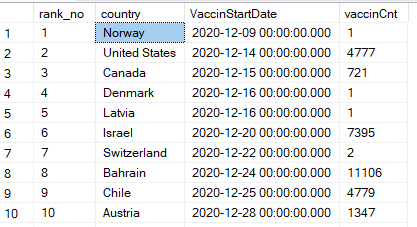 rank_no country VaccinStartDate vaccinCnt
1 1 Norway 2020-12-09 00:00:00.000 1
2 2 United States 2020-12-14 00:00:00.000 4777
3 3 Canada 2020-12-15 00:00:00.000 721
4 4 Denmark 2020-12-16 00:00:00.000 1
5 5 Latvia 2020-12-16 00:00:00.000 1
6 6 Israel 2020-12-20 00:00:00.000 7395
7 7 Switzerland 2020-12-22 00:00:00.000 2
8 8 Bahrain 2020-12-24 00:00:00.000 11106
9 9 Chile 2020-12-25 00:00:00.000 4779
10 10 Austria 2020-12-28 00:00:00.000 1347